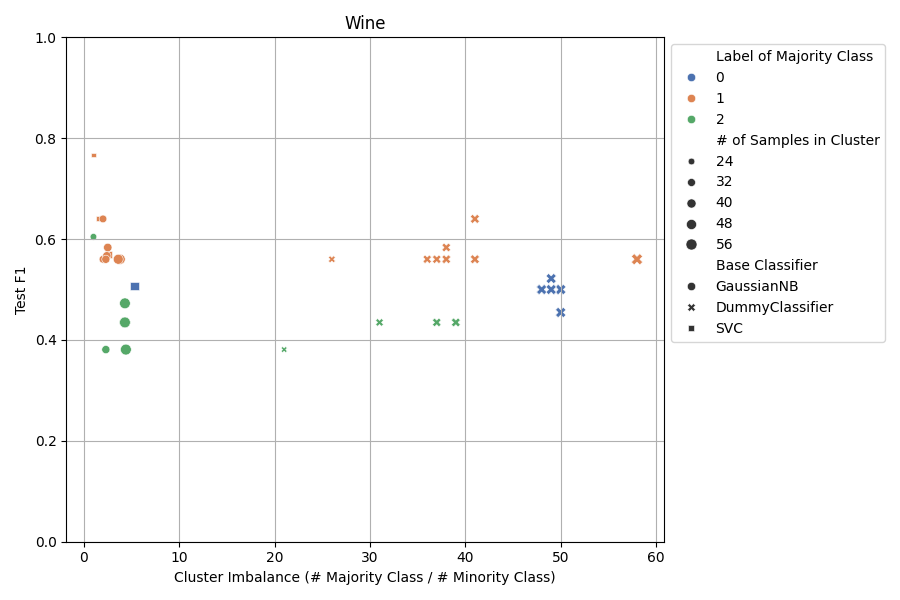 Wine
Test F1
1.0
0.8
0.6
0.4
0.2
0.0
0 10 20 30 40 50 60
Cluster Imbalance (# Majority Class / # Minority Class)
Label of Majority Class
0
1
2
# of Samples in Cluster
24
32
40
48
56
Base Classifier
GaussianNB
DummyClassifier
SVC